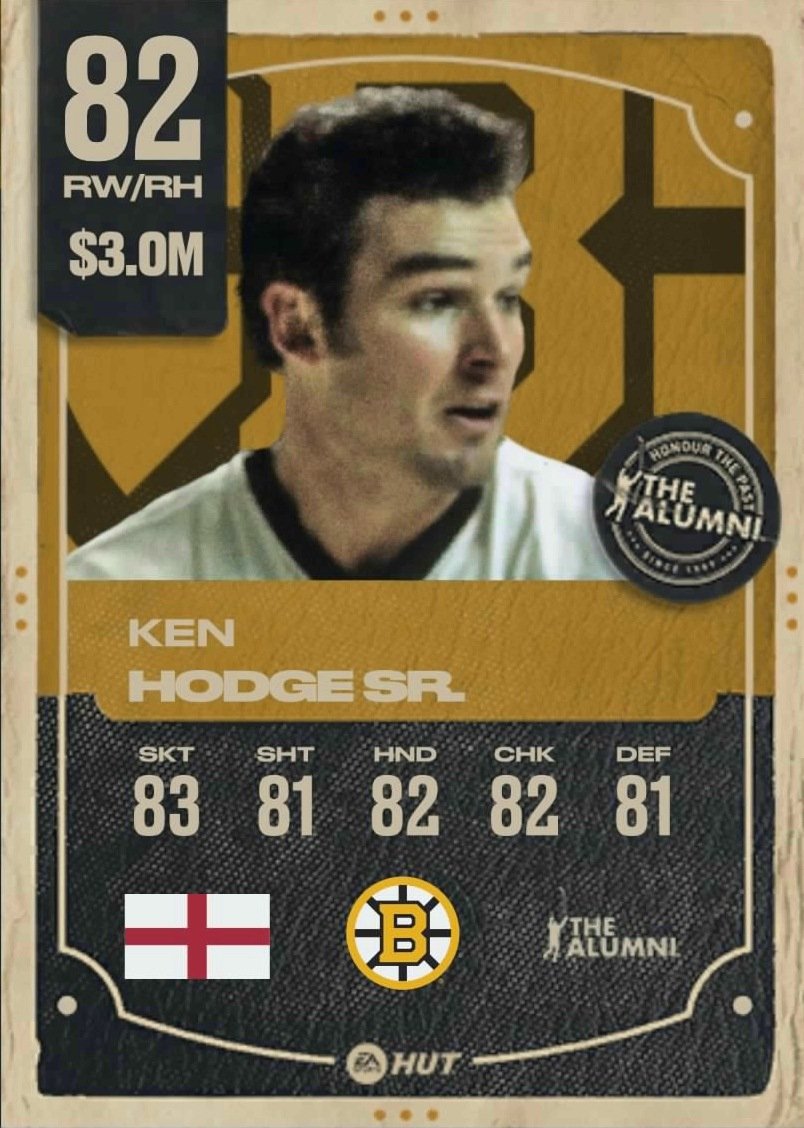 82
RW/RH
$3.0M
HONOUR THE PAST
THE
ALUMNI
KEN
HODGE SR.
SKT SHT HND CHK DEF
83 81 82 82 81
B
THE
ALUMNI
EA
HUT